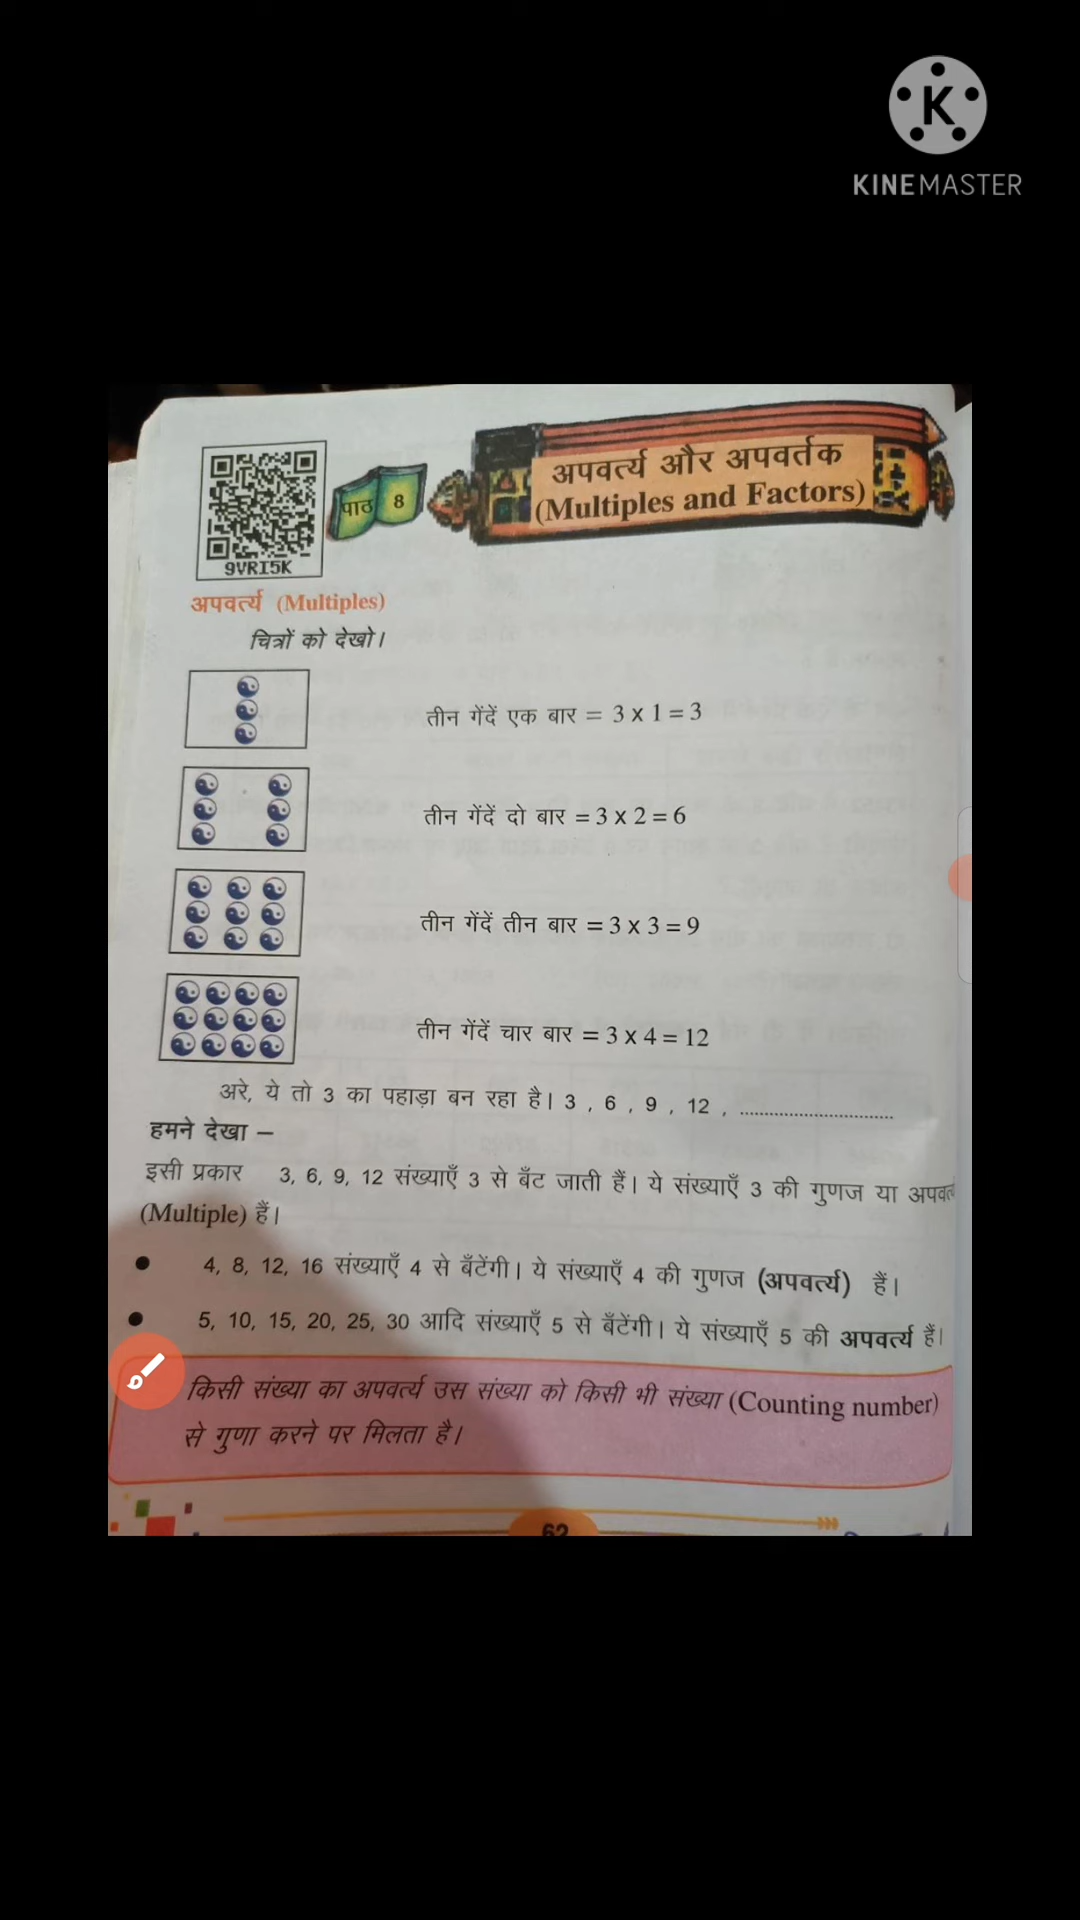 K
KINEMASTER
9VRI5K
पाठ 8
अपवर्त्य और अपवर्तक
(Multiples and Factors)
अपवर्त्य (Multiples)
चित्रों को देखो।
तीन गेंदें एक बार = 3 x 1 = 3
तीन गेंदें दो बार = 3 x 2 = 6
तीन गेंदें तीन बार = 3 x 3 = 9
तीन गेंदें चार बार = 3 x 4 = 12
अरे, ये तो 3 का पहाड़ा बन रहा है। 3 , 6 , 9 , 12 , ......................................
हमने देखा –
इसी प्रकार 3, 6, 9, 12 संख्याएँ 3 से बँट जाती हैं। ये संख्याएँ 3 की गुणज या अपवर्त्य
(Multiple) हैं।
● 4, 8, 12, 16 संख्याएँ 4 से बँटेंगी। ये संख्याएँ 4 की गुणज (अपवर्त्य) हैं।
● 5, 10, 15, 20, 25, 30 आदि संख्याएँ 5 से बँटेंगी। ये संख्याएँ 5 की अपवर्त्य हैं।
किसी संख्या का अपवर्त्य उस संख्या को किसी भी संख्या (Counting number)
से गुणा करने पर मिलता है।
62